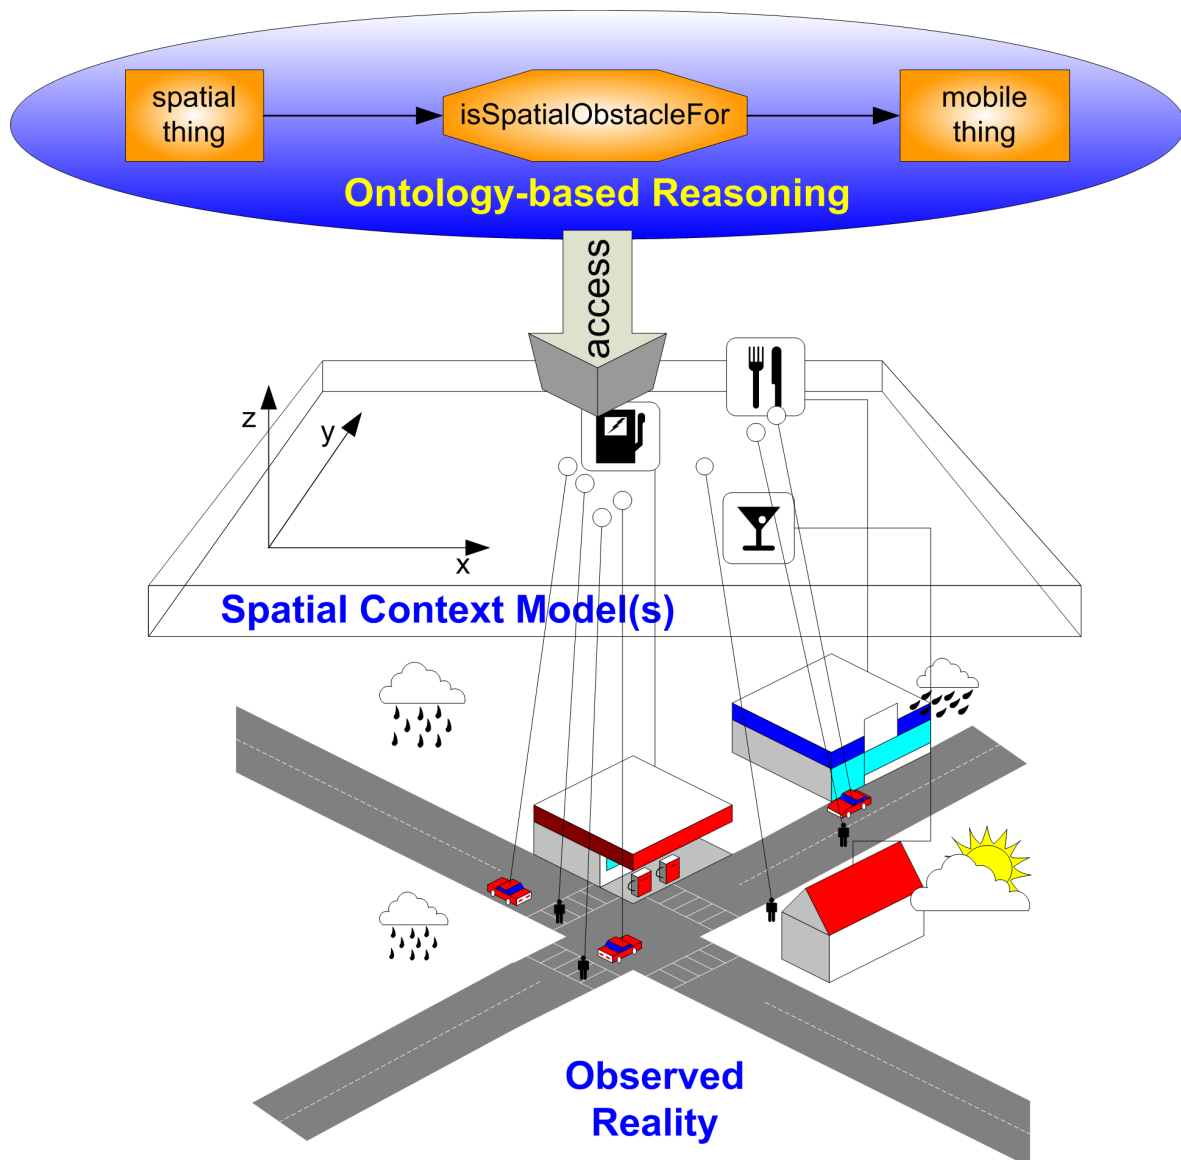 spatial
thing
isSpatialObstacleFor
mobile
thing
Ontology-based Reasoning
access
z
y
x
Spatial Context Model(s)
Observed
Reality